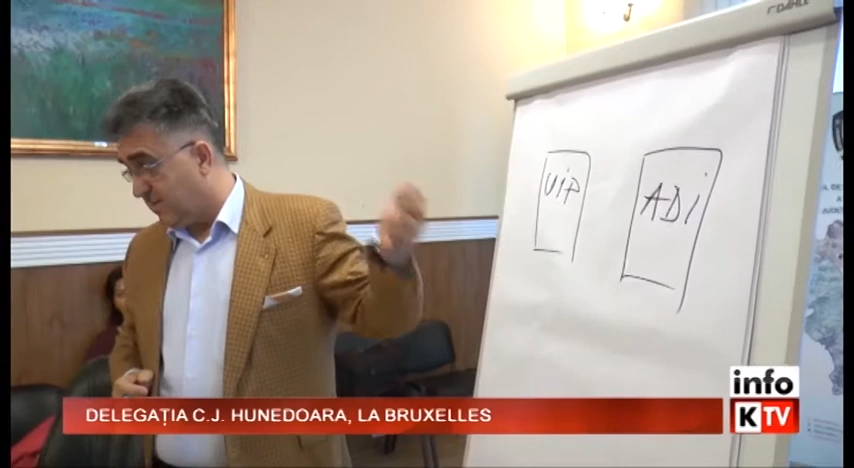 UiP
ADi
DELEGAȚIA C.J. HUNEDOARA, LA BRUXELLES
info
KTV